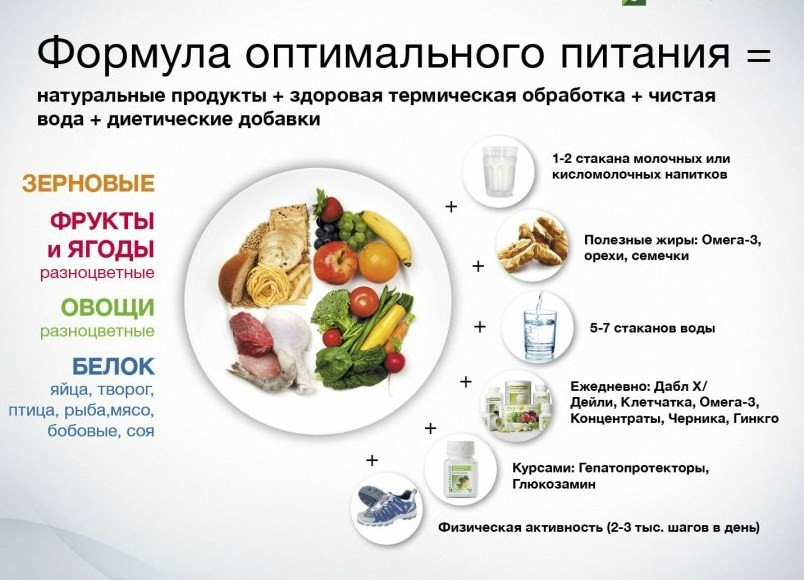 Формула оптимального питания =
натуральные продукты + здоровая термическая обработка + чистая
вода + диетические добавки
ЗЕРНОВЫЕ
ФРУКТЫ
и ЯГОДЫ
разноцветные
ОВОЩИ
разноцветные
БЕЛОК
яйца, творог,
птица, рыба,мясо,
бобовые, соя
+
1-2 стакана молочных или
кисломолочных напитков
+
Полезные жиры: Омега-3,
орехи, семечки
+
5-7 стаканов воды
+
Ежедневно: Дабл Х/
Дейли, Клетчатка, Омега-3,
Концентраты, Черника, Гинкго
+
Курсами: Гепатопротекторы,
Глюкозамин
+
Физическая активность (2-3 тыс. шагов в день)